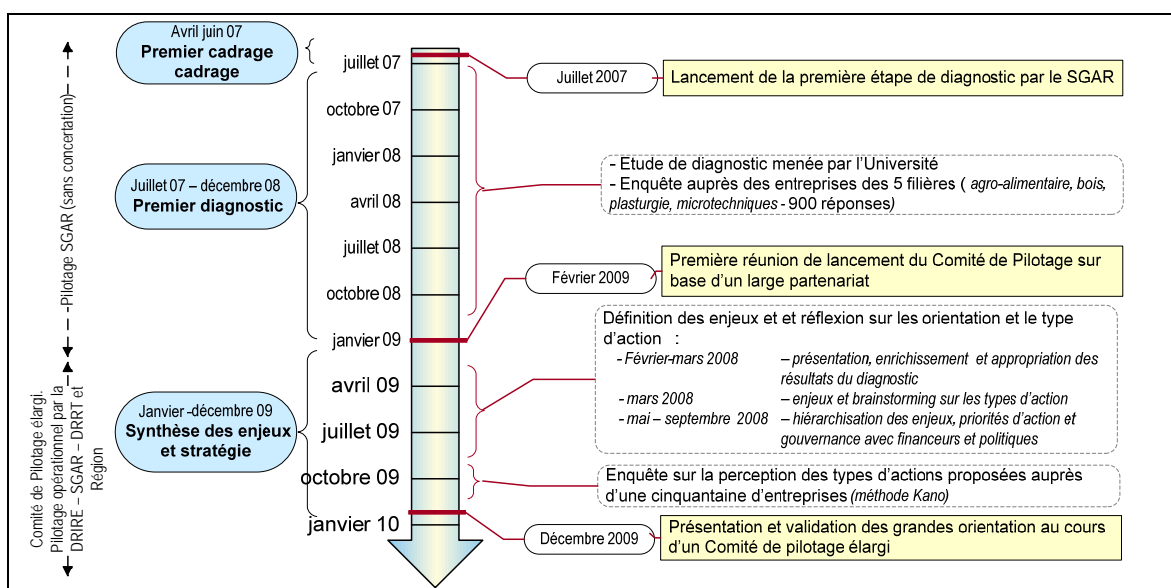 Avril juin 07
Premier cadrage
cadrage
Juillet 07 – décembre 08
Premier diagnostic
Janvier -décembre 09
Synthèse des enjeux
et stratégie
Pilotage SGAR (sans concertation)
Comité de Pilotage élargi.
Pilotage opérationnel par la
DRIRE – SGAR – DRRT et
Région
juillet 07
octobre 07
janvier 08
avril 08
juillet 08
octobre 08
janvier 09
avril 09
juillet 09
octobre 09
janvier 10
Juillet 2007
Lancement de la première étape de diagnostic par le SGAR
- Etude de diagnostic menée par l'Université
- Enquête auprès des entreprises des 5 filières ( agro-alimentaire, bois,
plasturgie, microtechniques - 900 réponses)
Février 2009
Première réunion de lancement du Comité de Pilotage sur
base d'un large partenariat
Définition des enjeux et et réflexion sur les orientation et le type
d'action :
- Février-mars 2008 – présentation, enrichissement et appropriation des
résultats du diagnostic
- mars 2008 – enjeux et brainstorming sur les types d'action
- mai – septembre 2008 – hiérarchisation des enjeux, priorités d'action et
gouvernance avec financeurs et politiques
Enquête sur la perception des types d'actions proposées auprès
d'une cinquantaine d'entreprises (méthode Kano)
Décembre 2009
Présentation et validation des grandes orientation au cours
d'un Comité de pilotage élargi